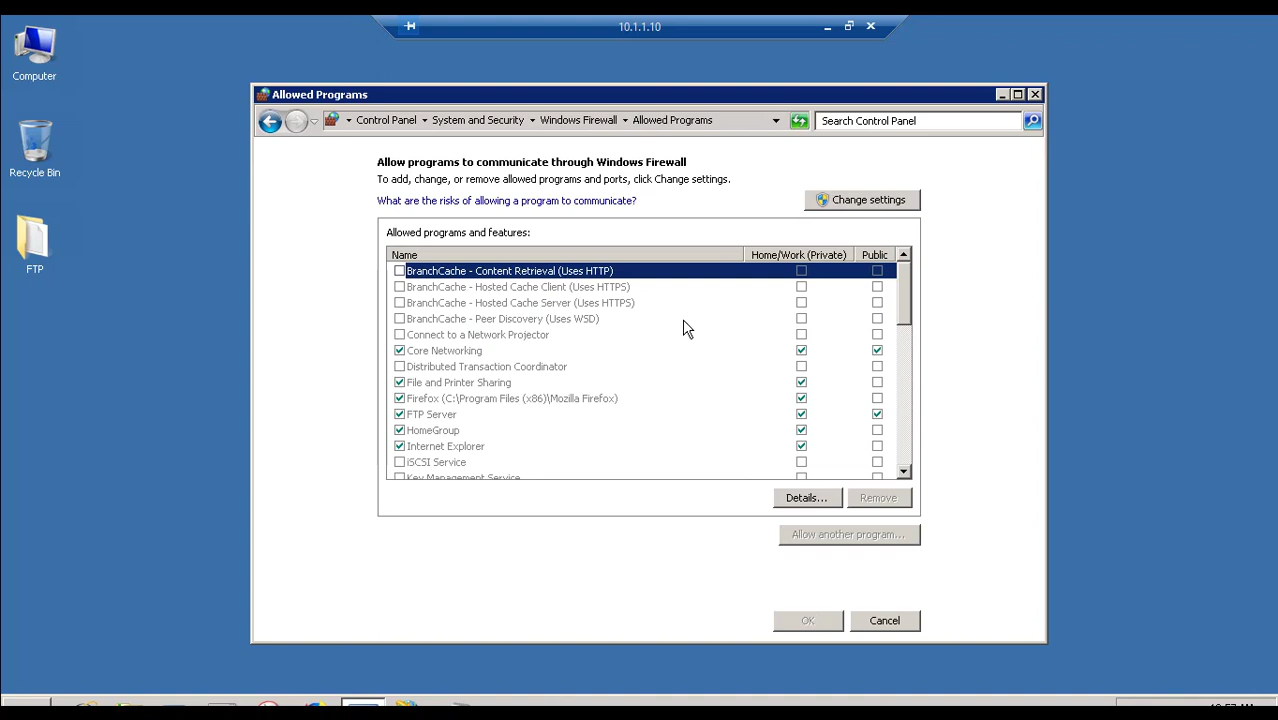 10.1.1.10
Computer
Recycle Bin
FTP
Allowed Programs
Control Panel System and Security Windows Firewall Allowed Programs
Search Control Panel
Allow programs to communicate through Windows Firewall
To add, change, or remove allowed programs and ports, click Change settings.
What are the risks of allowing a program to communicate?
Change settings
Allowed programs and features:
Name Home/Work (Private) Public
BranchCache - Content Retrieval (Uses HTTP)
BranchCache - Hosted Cache Client (Uses HTTPS)
BranchCache - Hosted Cache Server (Uses HTTPS)
BranchCache - Peer Discovery (Uses WSD)
Connect to a Network Projector
Core Networking
Distributed Transaction Coordinator
File and Printer Sharing
Firefox (C:\Program Files (x86)\Mozilla Firefox)
FTP Server
HomeGroup
Internet Explorer
iSCSI Service
Key Management Service
Details... Remove
Allow another program...
OK Cancel